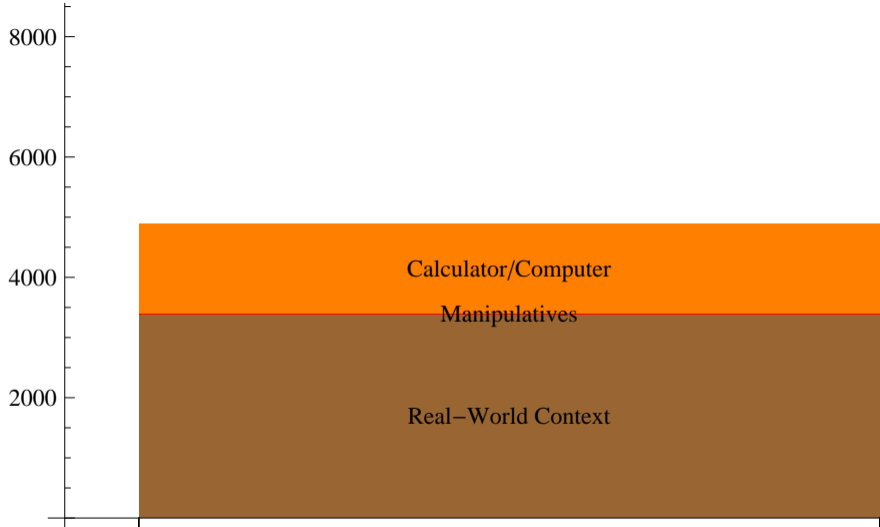 8000
6000
Calculator/Computer
4000
Manipulatives
2000
Real−World Context